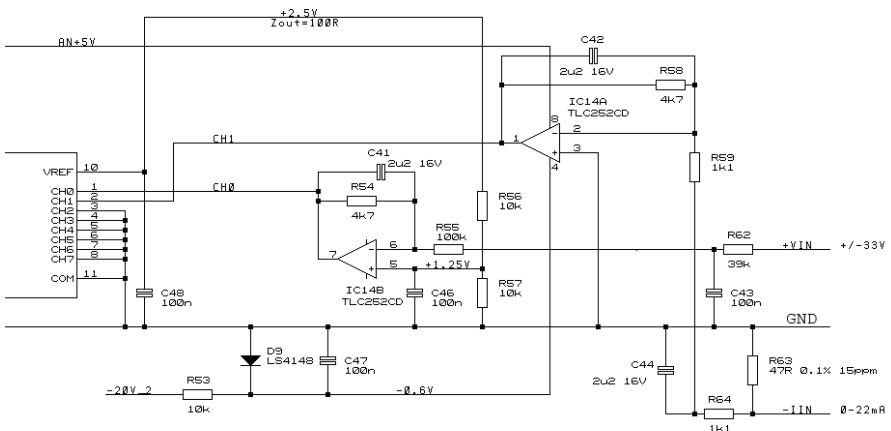 +2.5V
Zout=100R
AN+5V
C42
2u2 16V
R58
4k7
IC14A
TLC252CD
8
1
2
3
4
CH1
R59
1k1
VREF 10
CH0 1
CH1 2
CH2 3
CH3 4
CH4 5
CH5 6
CH6 7
CH7 8
COM 11
C41
2u2 16V
CH0
R54
4k7
R56
10k
R55
100k
R62
39k
+VIN +/-33V
7
6
5
+1.25V
IC14B
TLC252CD
C48
100n
C46
100n
R57
10k
C43
100n
GND
D9
LS4148
C47
100n
C44
2u2 16V
R63
47R 0.1% 15ppm
-20V_2
R53
10k
-0.6V
R64
1k1
-IIN 0-22mA